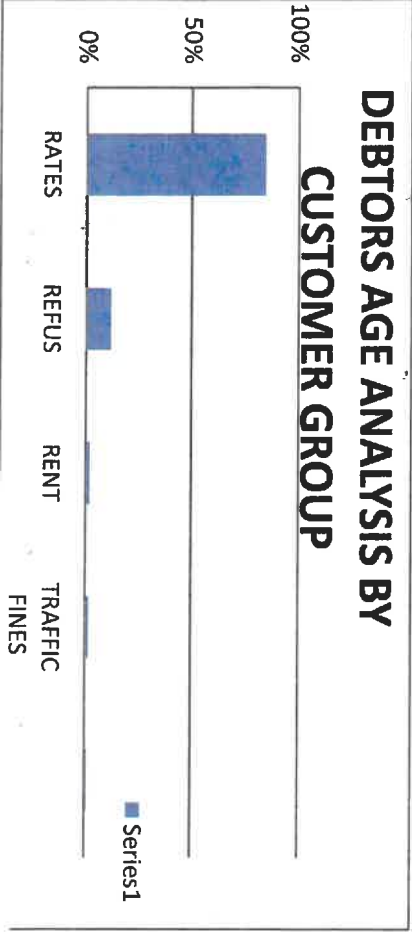 DEBTORS AGE ANALYSIS BY
CUSTOMER GROUP
100%
50%
0%
RATES
REFUS
RENT
TRAFFIC
FINES
Series1